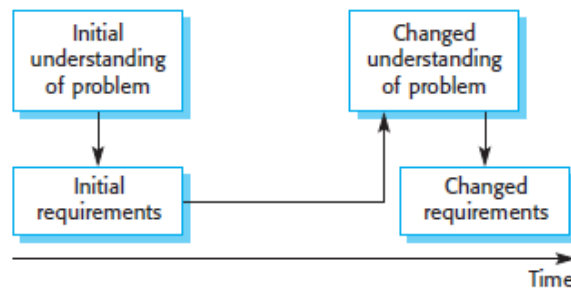 Initial
understanding
of problem
Changed
understanding
of problem
Initial
requirements
Changed
requirements
Time